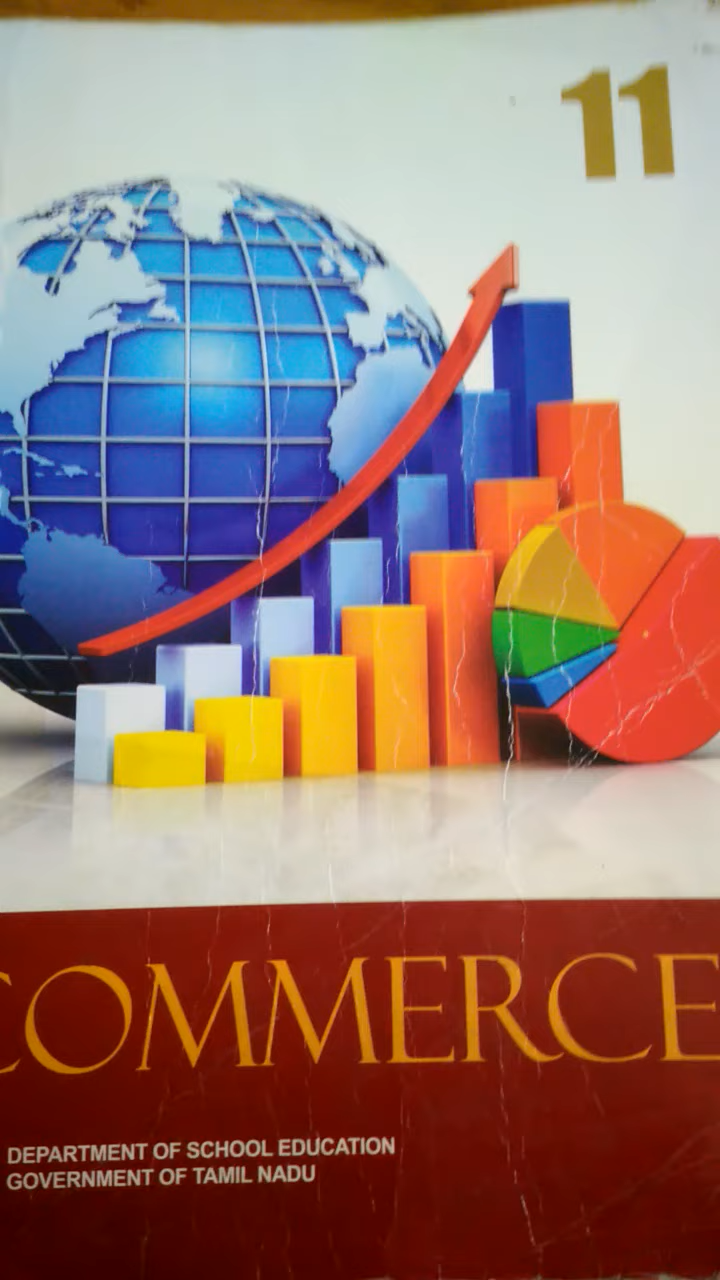 11
COMMERCE
DEPARTMENT OF SCHOOL EDUCATION
GOVERNMENT OF TAMIL NADU